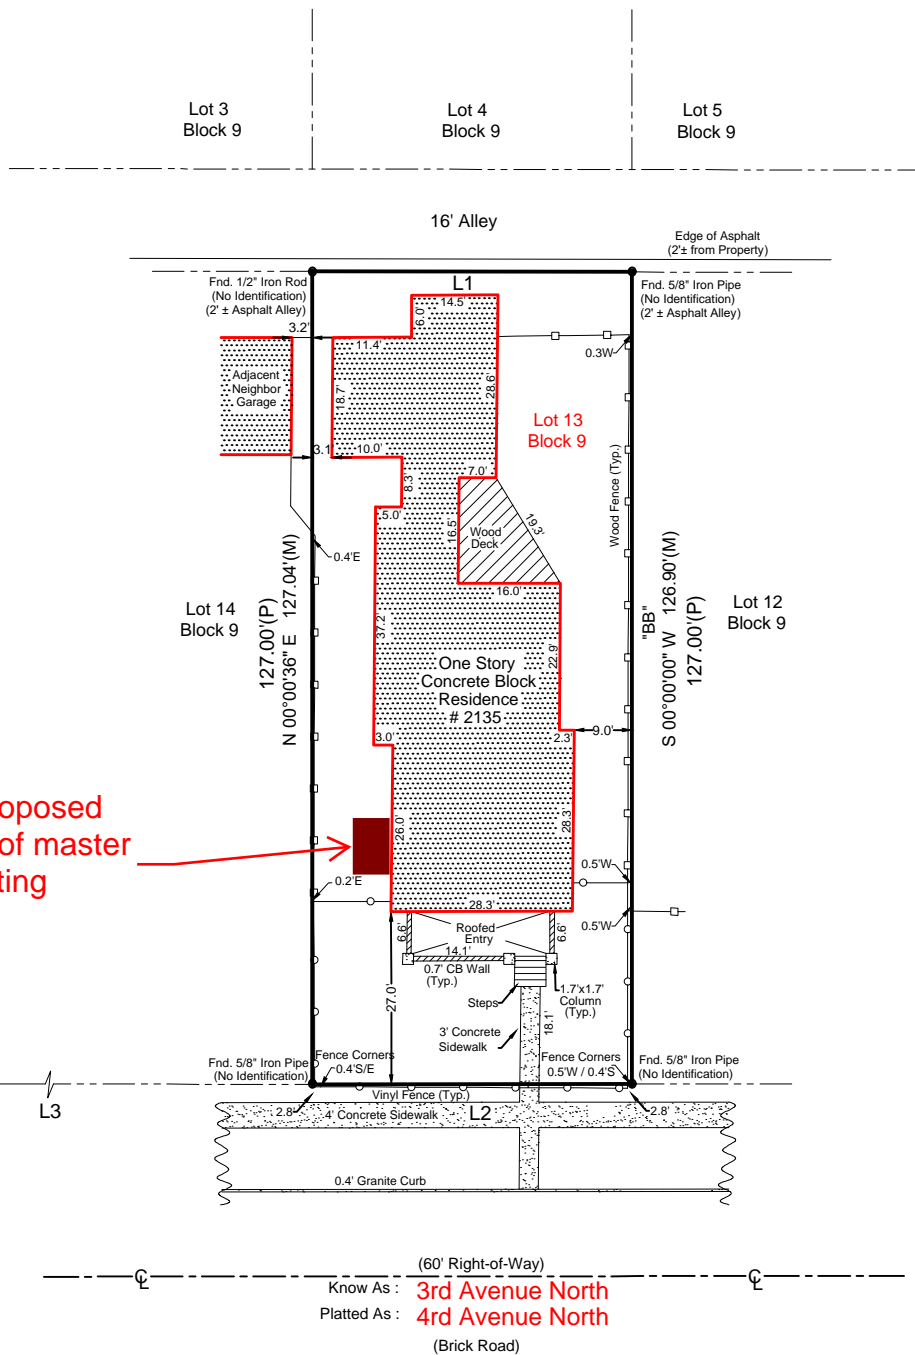 Lot 3
Block 9
Lot 4
Block 9
Lot 5
Block 9
16' Alley
Edge of Asphalt
(2'± from Property)
Fnd. 1/2" Iron Rod
(No Identification)
(2' ± Asphalt Alley)
L1
Fnd. 5/8" Iron Pipe
(No Identification)
(2' ± Asphalt Alley)
14.5'
6.0'
3.2'
11.4'
0.3'W
Adjacent
Neighbor
Garage
18.7'
28.6'
Lot 13
Block 9
3.1'
10.0'
7.0'
8.3'
5.0'
16.5'
Wood
Deck
19.3'
Wood Fence (Typ.)
0.4'E
16.0'
Lot 14
Block 9
127.00'(P)
N 00°00'36" E 127.04'(M)
37.2'
22.9'
"BB"
S 00°00'00" W 126.90'(M)
127.00'(P)
Lot 12
Block 9
One Story
Concrete Block
Residence
# 2135
3.0'
2.3'
9.0'
oposed
of master
ting
26.0'
28.3'
0.2'E
0.5'W
28.3'
0.5'W
6.6'
Roofed
Entry
6.6'
14.1'
0.7' CB Wall
(Typ.)
27.0'
Steps
1.7'x1.7'
Column
(Typ.)
18.1'
3' Concrete
Sidewalk
Fnd. 5/8" Iron Pipe
(No Identification)
Fence Corners
0.4'S/E
Fence Corners
0.5'W / 0.4'S
Fnd. 5/8" Iron Pipe
(No Identification)
Vinyl Fence (Typ.)
L3
2.8'
4' Concrete Sidewalk
L2
2.8'
0.4' Granite Curb
(60' Right-of-Way)
℄
℄
Know As : 3rd Avenue North
Platted As : 4rd Avenue North
(Brick Road)